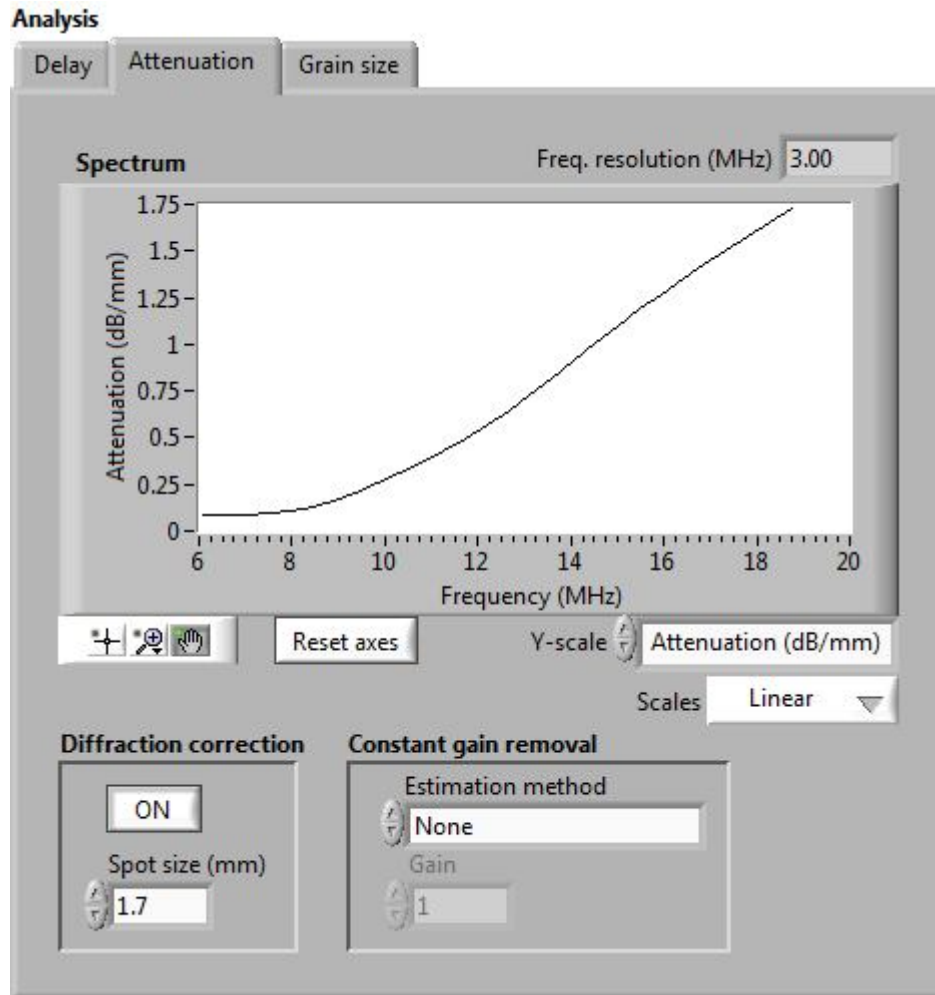 Analysis
Delay Attenuation Grain size
Spectrum Freq. resolution (MHz) 3.00
1.75
1.5
1.25
1
0.75
0.5
0.25
0
Attenuation (dB/mm)
6 8 10 12 14 16 18 20
Frequency (MHz)
Reset axes Y-scale Attenuation (dB/mm)
Scales Linear
Diffraction correction Constant gain removal
ON
Estimation method
None
Spot size (mm)
1.7
Gain
1